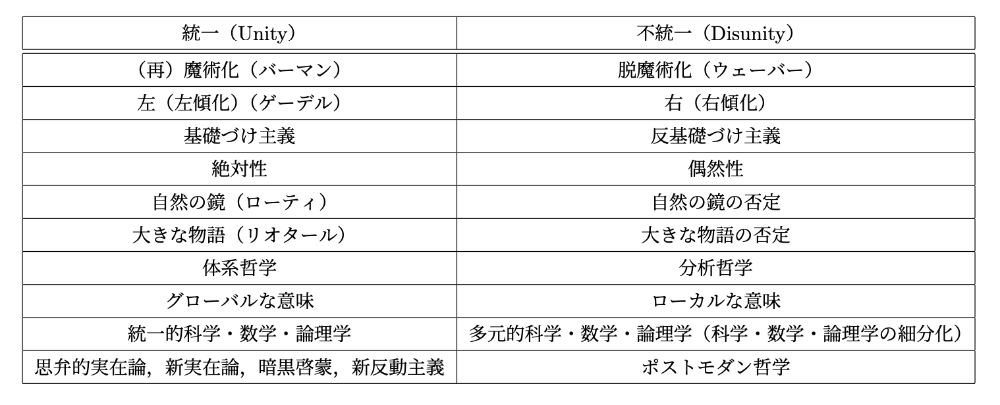 統一（Unity） 不統一（Disunity）
（再）魔術化（バーマン） 脱魔術化（ウェーバー）
左（左傾化）（ゲーデル） 右（右傾化）
基礎づけ主義 反基礎づけ主義
絶対性 偶然性
自然の鏡（ローティ） 自然の鏡の否定
大きな物語（リオタール） 大きな物語の否定
体系哲学 分析哲学
グローバルな意味 ローカルな意味
統一的科学・数学・論理学 多元的科学・数学・論理学（科学・数学・論理学の細分化）
思弁的実在論，新実在論，暗黒啓蒙，新反動主義 ポストモダン哲学